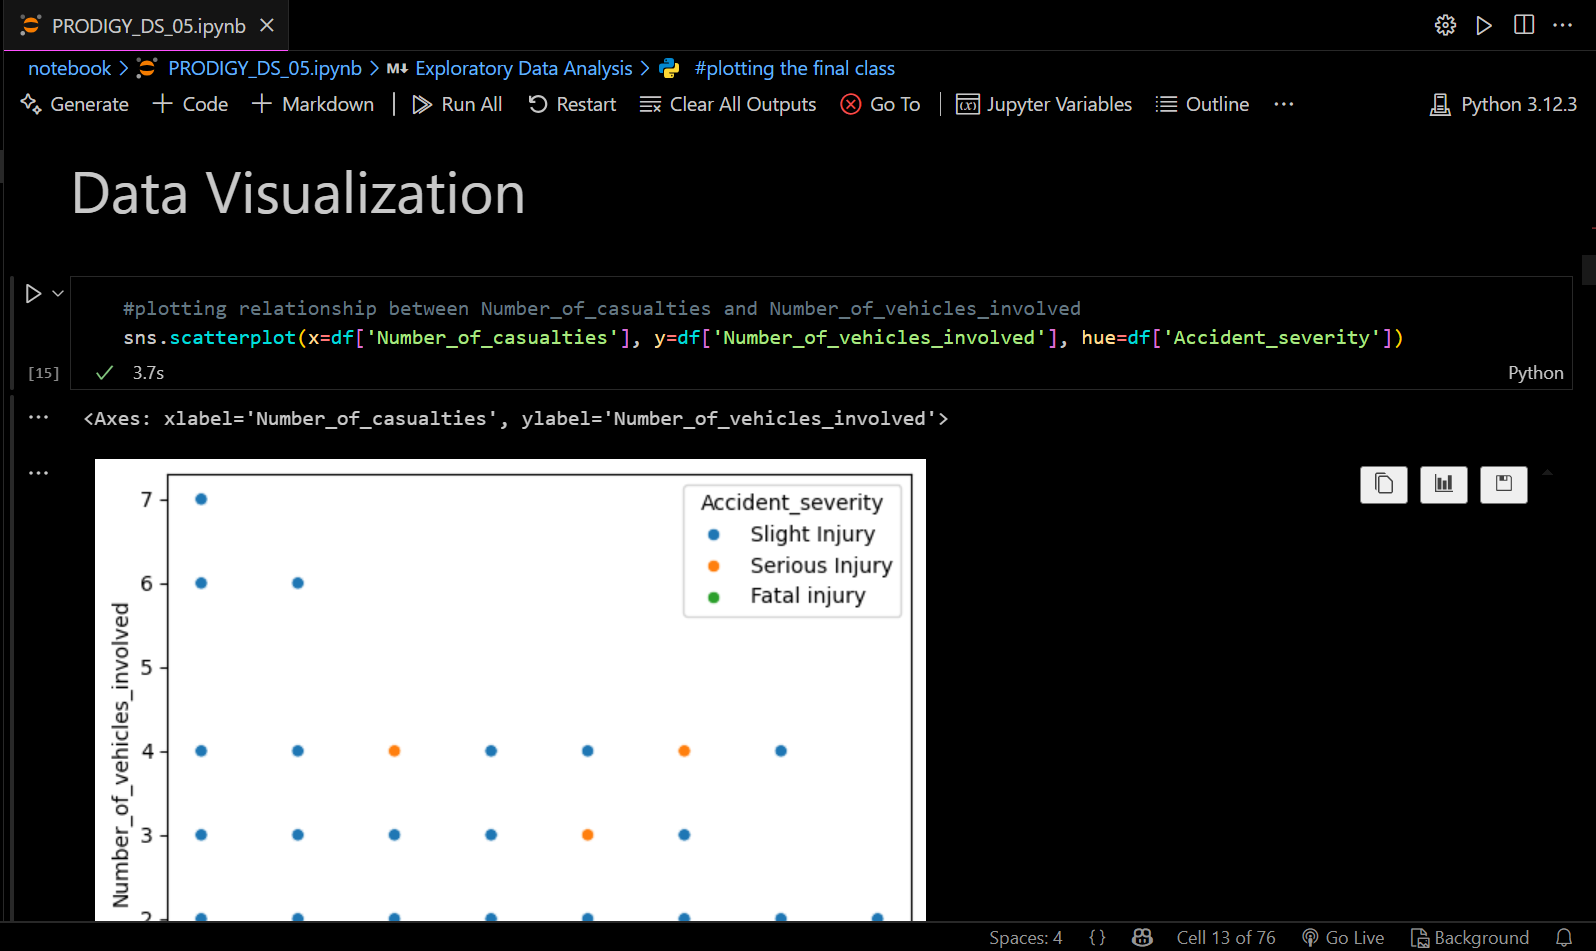 PRODIGY_DS_05.ipynb
notebook > PRODIGY_DS_05.ipynb > M↓ Exploratory Data Analysis > #plotting the final class
Generate + Code + Markdown | Run All Restart Clear All Outputs Go To | Jupyter Variables Outline ··· Python 3.12.3
Data Visualization
#plotting relationship between Number_of_casualties and Number_of_vehicles_involved
sns.scatterplot(x=df['Number_of_casualties'], y=df['Number_of_vehicles_involved'], hue=df['Accident_severity'])
[15] 3.7s Python
<Axes: xlabel='Number_of_casualties', ylabel='Number_of_vehicles_involved'>
Accident_severity
Slight Injury
Serious Injury
Fatal injury
Number_of_vehicles_involved
7
6
5
4
3
2
Spaces: 4 {} Cell 13 of 76 Go Live Background